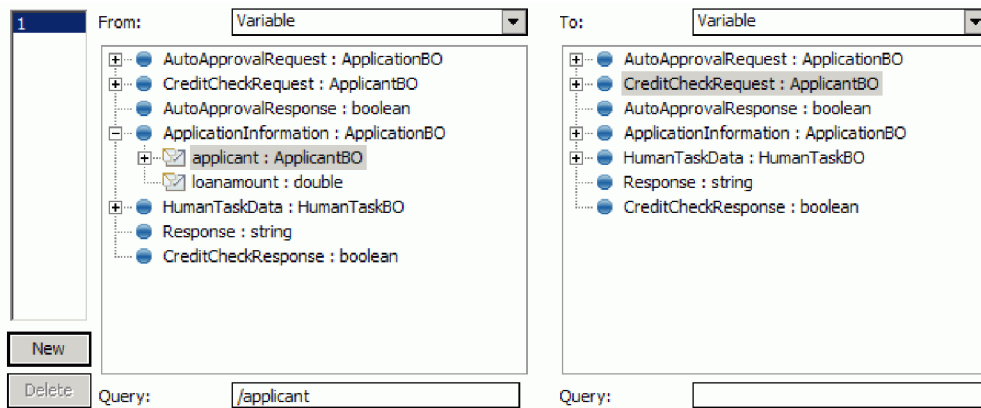 1
From:
Variable
AutoApprovalRequest : ApplicationBO
CreditCheckRequest : ApplicantBO
AutoApprovalResponse : boolean
ApplicationInformation : ApplicationBO
applicant : ApplicantBO
loanamount : double
HumanTaskData : HumanTaskBO
Response : string
CreditCheckResponse : boolean
New
Delete
Query:
/applicant
To:
Variable
AutoApprovalRequest : ApplicationBO
CreditCheckRequest : ApplicantBO
AutoApprovalResponse : boolean
ApplicationInformation : ApplicationBO
HumanTaskData : HumanTaskBO
Response : string
CreditCheckResponse : boolean
Query: